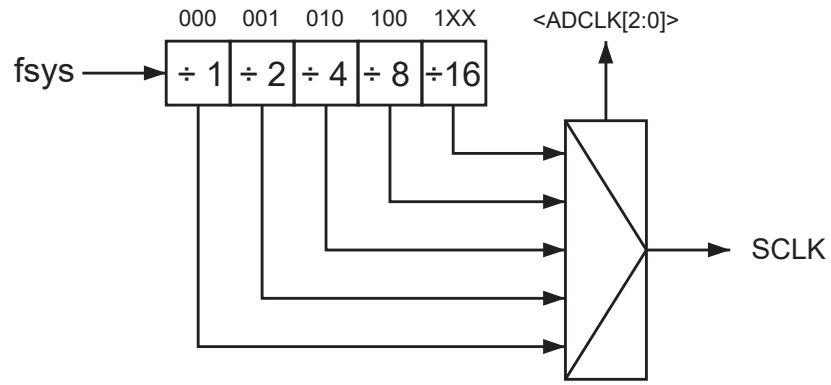 000 001 010 100 1XX <ADCLK[2:0]>
fsys ÷ 1 ÷ 2 ÷ 4 ÷ 8 ÷16
SCLK